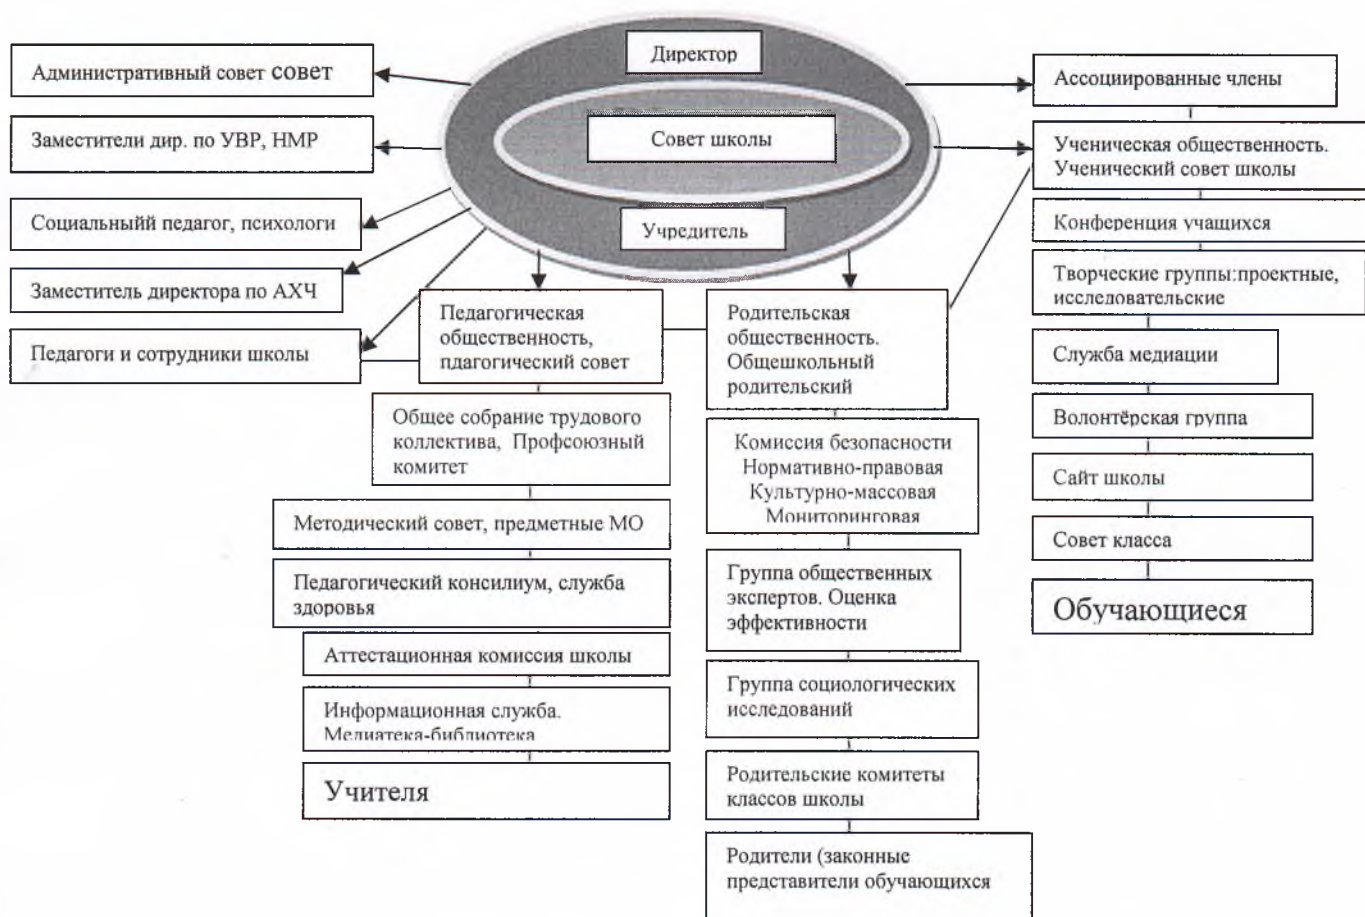 Директор
Совет школы
Учредитель
Административный совет совет
Заместители дир. по УВР, НМР
Социальныйй педагог, психологи
Заместитель директора по АХЧ
Педагоги и сотрудники школы
Педагогическая
общественность,
пдагогический совет
Общее собрание трудового
коллектива, Профсоюзный
комитет
Методический совет, предметные МО
Педагогический консилиум, служба
здоровья
Аттестационная комиссия школы
Информационная служба.
Медиатека-библиотека
Учителя
Родительская
общественность.
Общешкольный
родительский
Комиссия безопасности
Нормативно-правовая
Культурно-массовая
Мониторинговая
Группа общественных
экспертов. Оценка
эффективности
Группа социологических
исследований
Родительские комитеты
классов школы
Родители (законные
представители обучающихся
Ассоциированные члены
Ученическая общественность.
Ученический совет школы
Конференция учащихся
Творческие группы:проектные,
исследовательские
Служба медиации
Волонтёрская группа
Сайт школы
Совет класса
Обучающиеся